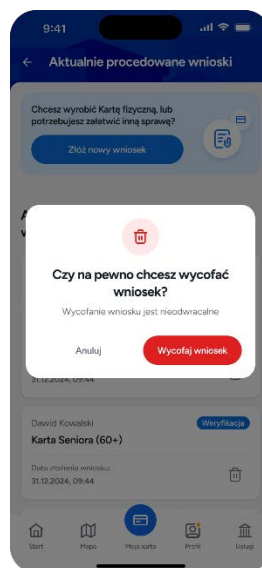 9:41
Aktualnie procedowane wnioski
Chcesz wyrobić Kartę fizyczną, lub
potrzebujesz załatwić inną sprawę?
Złóż nowy wniosek
Czy na pewno chcesz wycofać
wniosek?
Wycofanie wniosku jest nieodwracalne
Anuluj
Wycofaj wniosek
31.12.2024, 09:44
Dawid Kowalski
Weryfikacja
Karta Seniora (60+)
Data złożenia wniosku:
31.12.2024, 09:44
Start
Mapa
Moja karta
Profil
Usługi